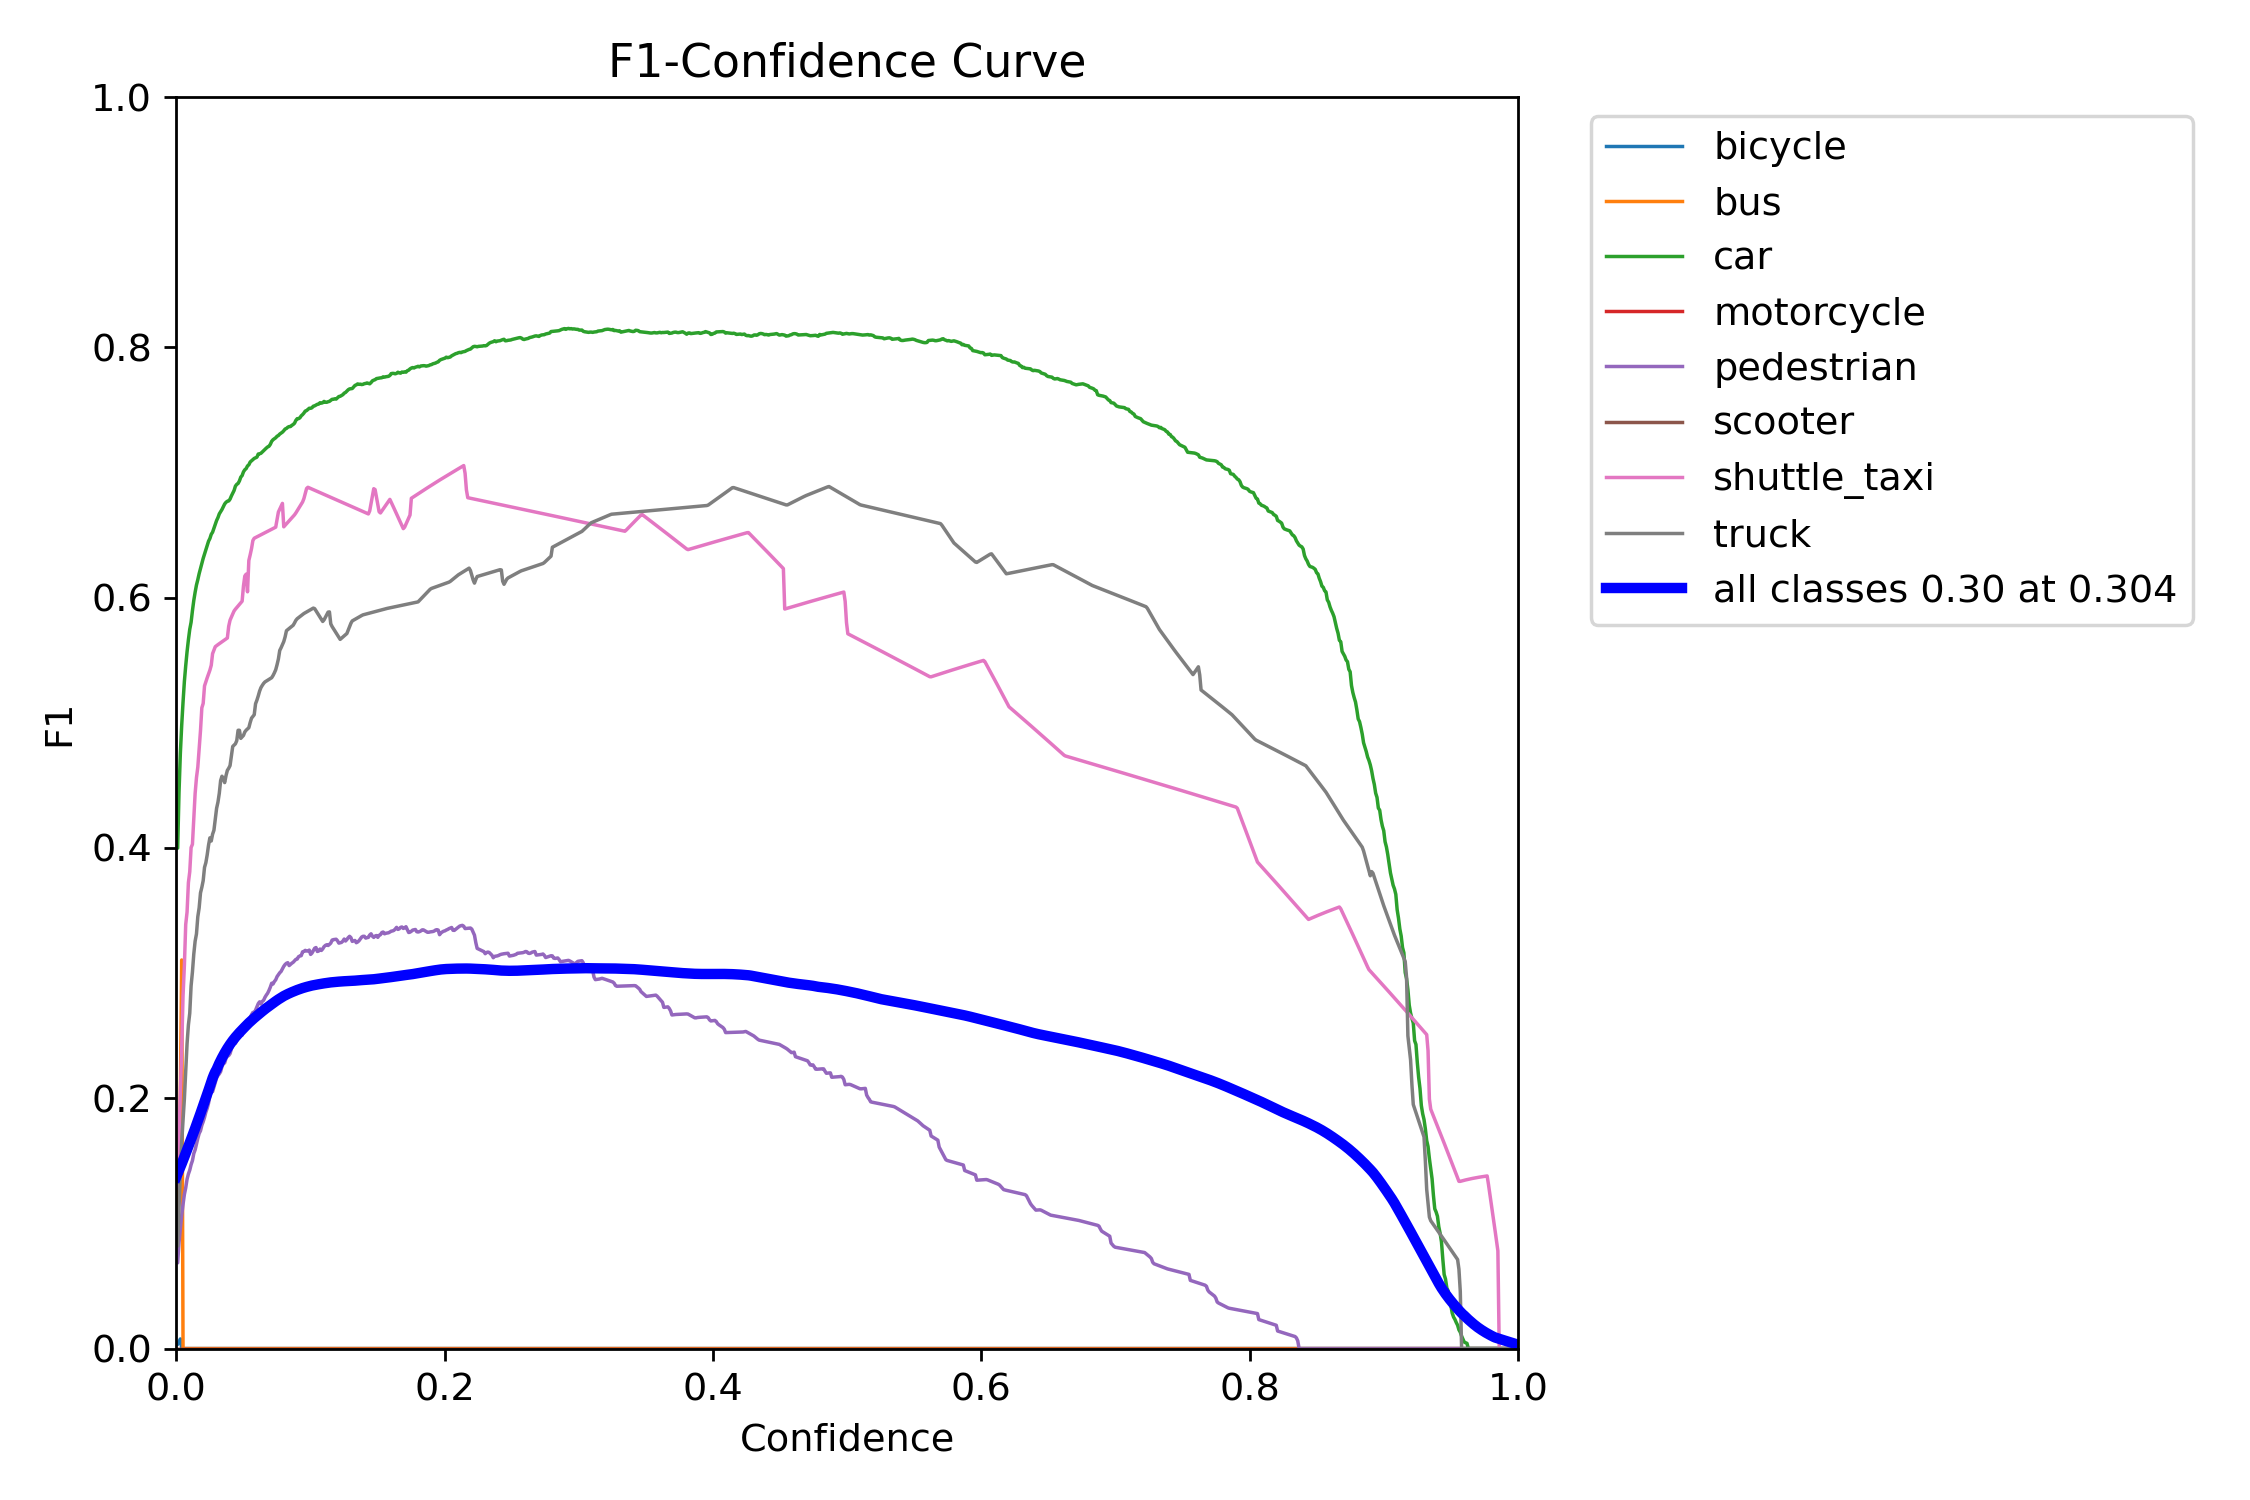 F1-Confidence Curve
1.0
0.8
0.6
0.4
0.2
0.0
F1
0.0 0.2 0.4 0.6 0.8 1.0
Confidence
bicycle
bus
car
motorcycle
pedestrian
scooter
shuttle_taxi
truck
all classes 0.30 at 0.304